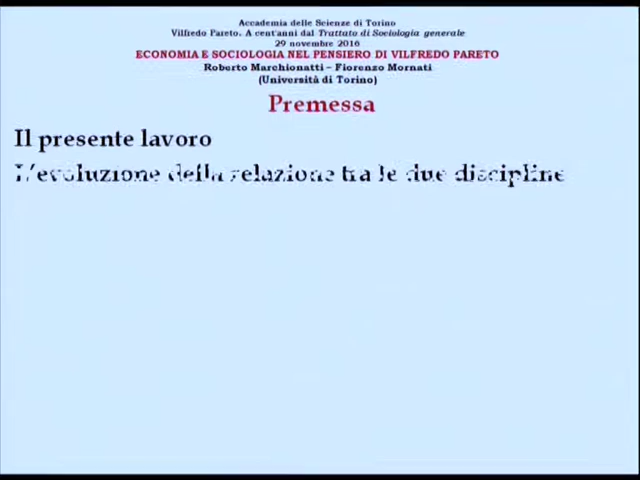 Accademia delle Scienze di Torino
Vilfredo Pareto. A cent'anni dal Trattato di Sociologia generale
29 novembre 2016
ECONOMIA E SOCIOLOGIA NEL PENSIERO DI VILFREDO PARETO
Roberto Marchionatti – Fiorenzo Mornati
(Università di Torino)
Premessa
Il presente lavoro
L'evoluzione della relazione tra le due discipline